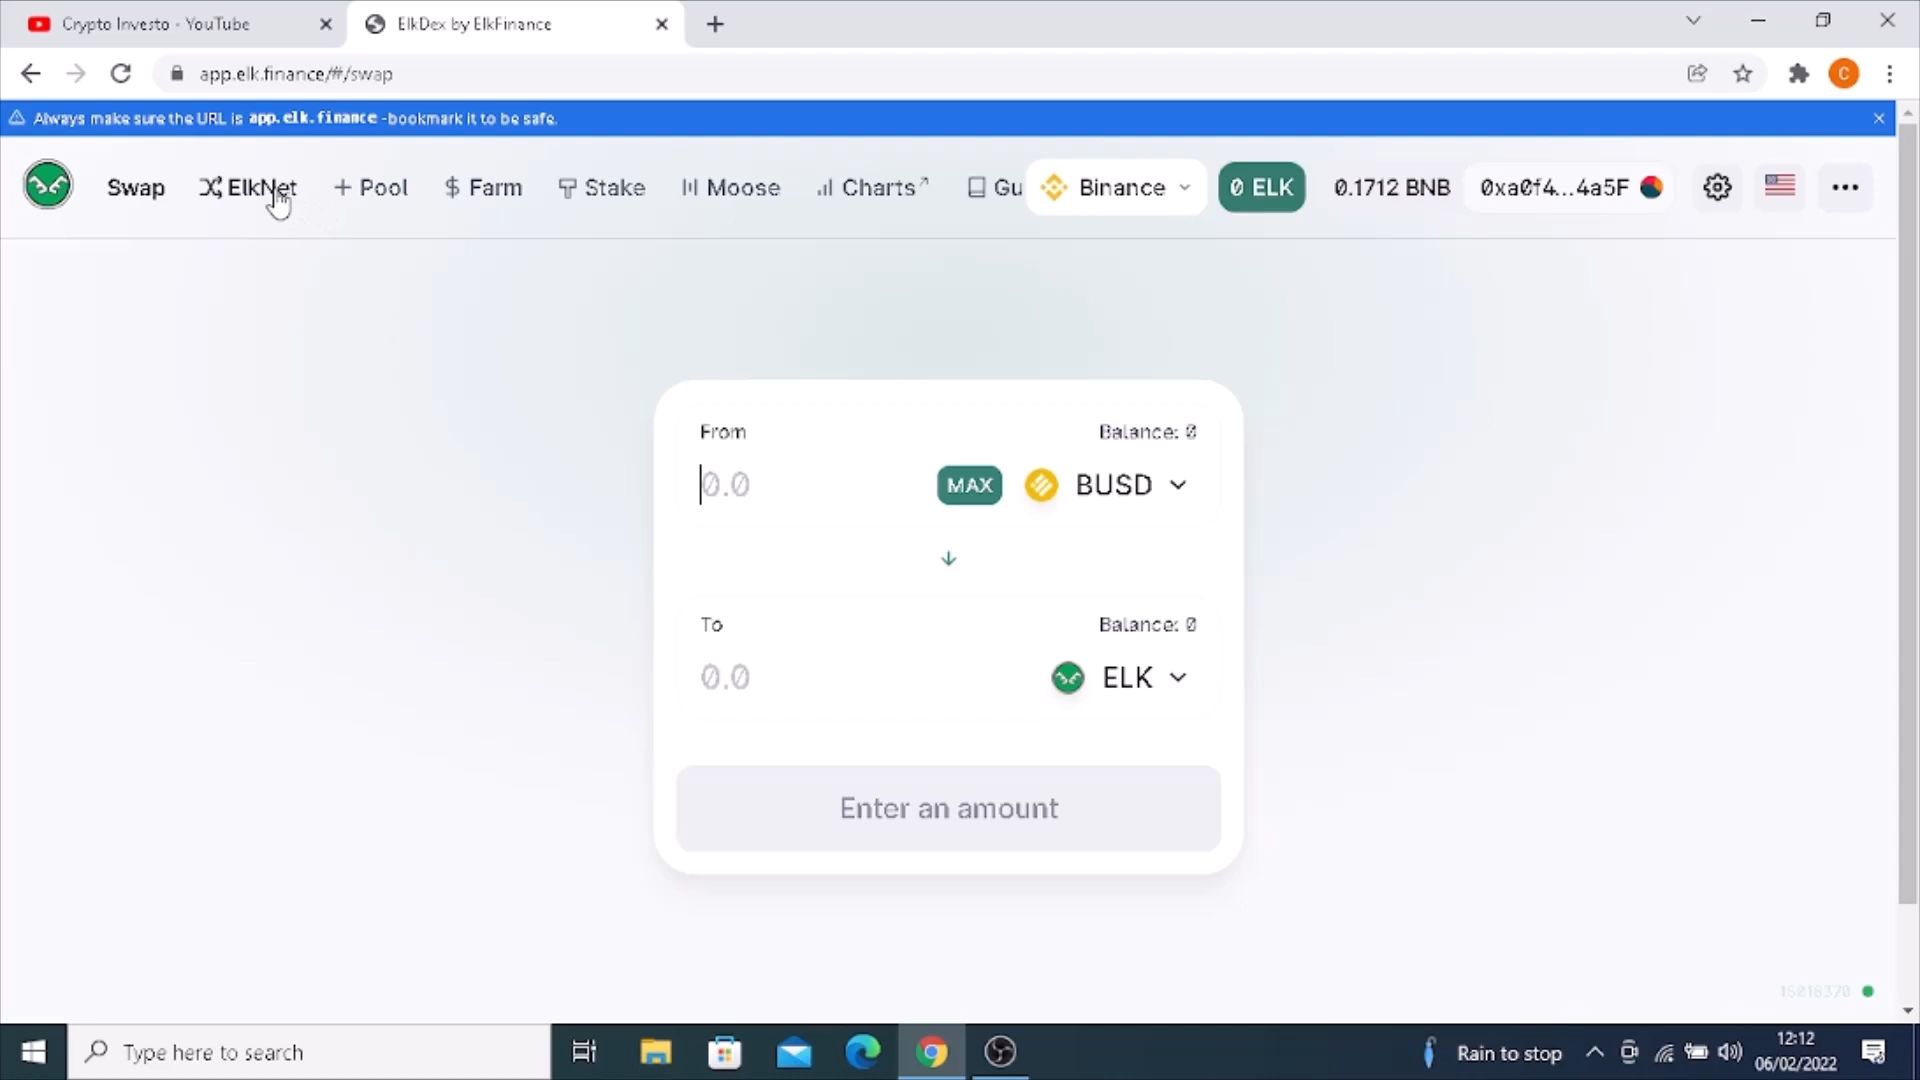 Crypto Investo - YouTube
ElkDex by ElkFinance
app.elk.finance/#/swap
Always make sure the URL is app.elk.finance -bookmark it to be safe.
Swap ElkNet + Pool $ Farm Stake Moose Charts↗ Gu Binance 0 ELK 0.1712 BNB 0xa0f4...4a5F
C
From Balance: 0
0.0 MAX BUSD
To Balance: 0
0.0 ELK
Enter an amount
15018370
Type here to search
Rain to stop
12:12
06/02/2022